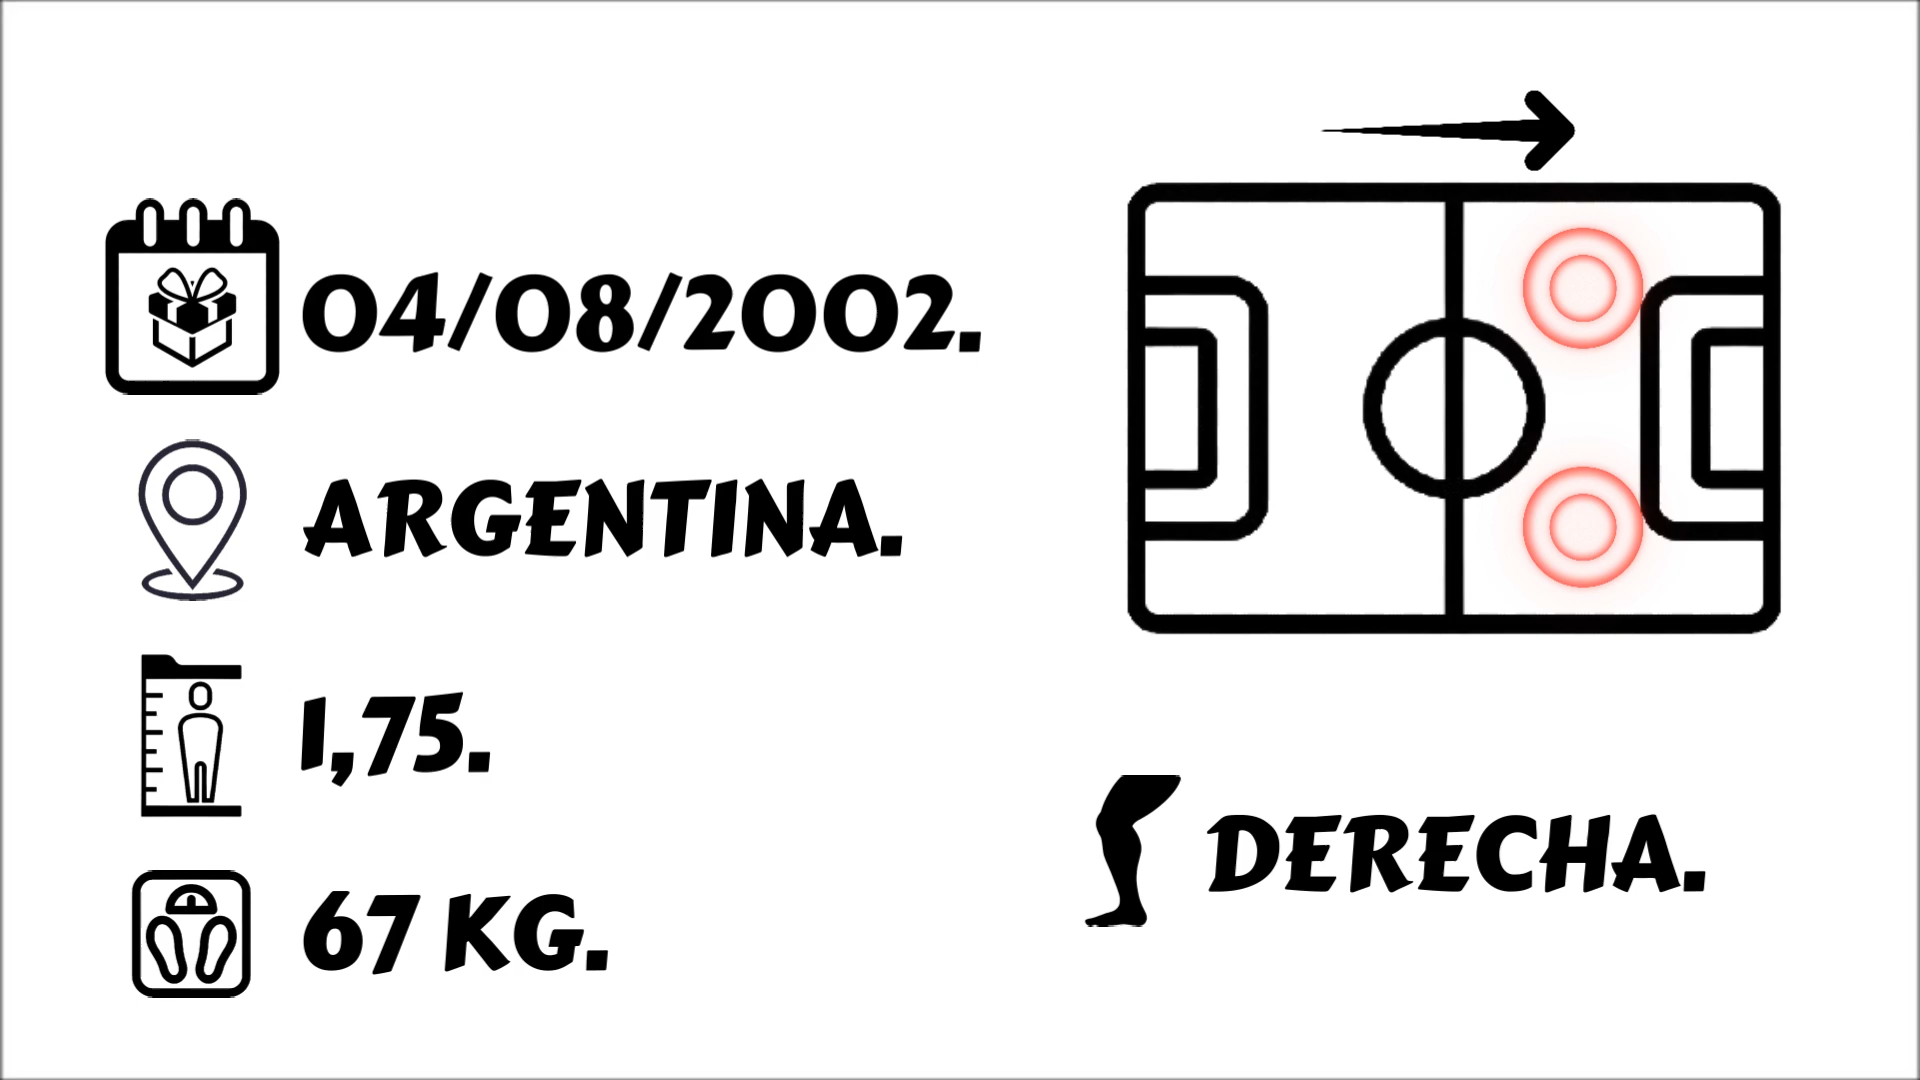 04/08/2002.
ARGENTINA.
1,75.
67 KG.
DERECHA.